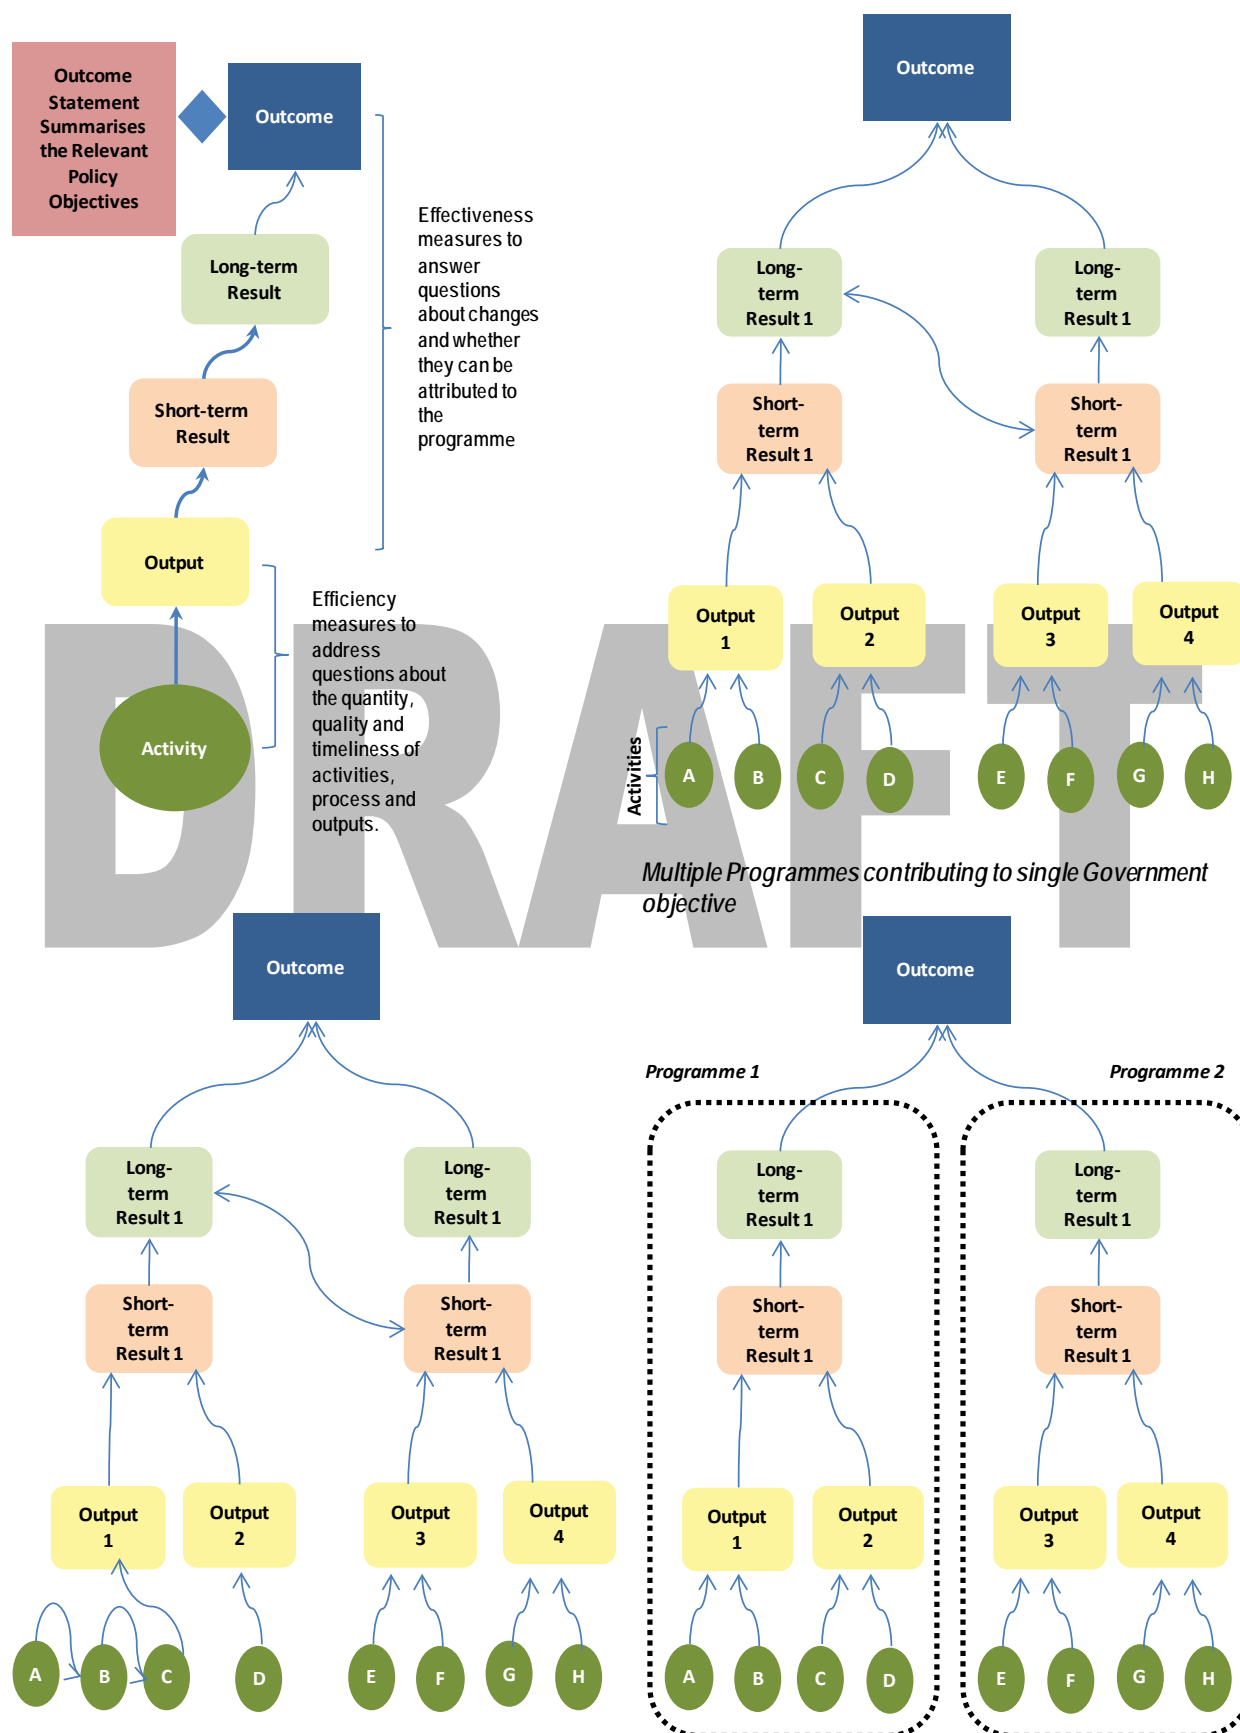 Outcome
Statement
Summarises
the Relevant
Policy
Objectives
Outcome
Long-term
Result
Short-term
Result
Output
Activity
Effectiveness
measures to
answer
questions
about changes
and whether
they can be
attributed to
the
programme
Efficiency
measures to
address
questions about
the quantity,
quality and
timeliness of
activities,
process and
outputs.
Outcome
Long-
term
Result 1
Long-
term
Result 1
Short-
term
Result 1
Short-
term
Result 1
Output
1
Output
2
Output
3
Output
4
Activities
A
B
C
D
E
F
G
H
DRAFT
Multiple Programmes contributing to single Government
objective
Outcome
Long-
term
Result 1
Long-
term
Result 1
Short-
term
Result 1
Short-
term
Result 1
Output
1
Output
2
Output
3
Output
4
A
B
C
D
E
F
G
H
Outcome
Programme 1
Programme 2
Long-
term
Result 1
Long-
term
Result 1
Short-
term
Result 1
Short-
term
Result 1
Output
1
Output
2
Output
3
Output
4
A
B
C
D
E
F
G
H